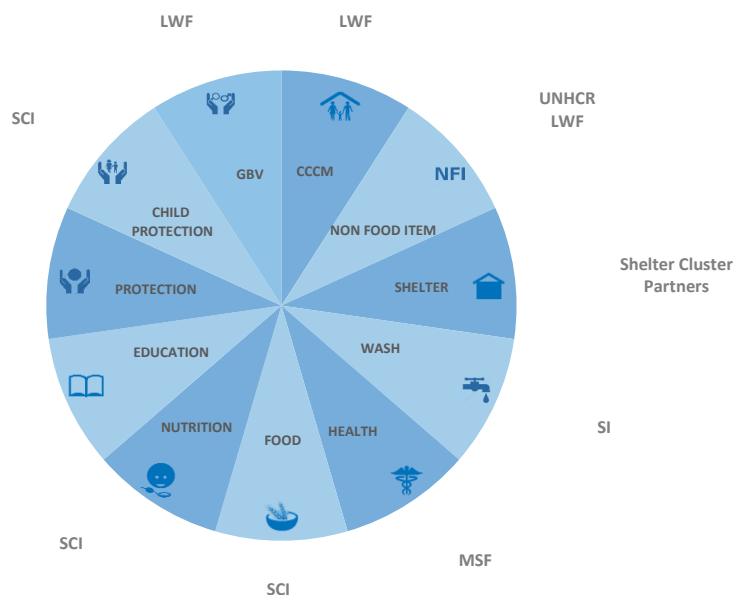 LWF
LWF
UNHCR
LWF
SCI
GBV
CCCM
NFI
CHILD
PROTECTION
NON FOOD ITEM
Shelter Cluster
Partners
PROTECTION
SHELTER
EDUCATION
WASH
NUTRITION
FOOD
HEALTH
SI
SCI
MSF
SCI